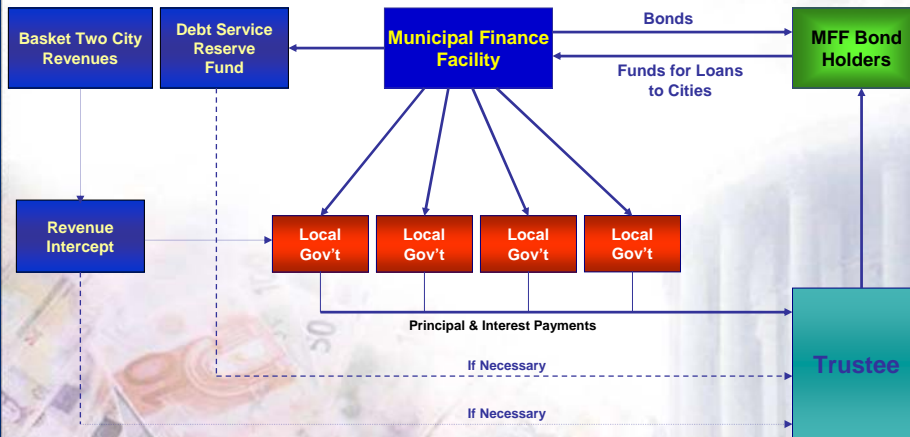 Basket Two City
Revenues
Debt Service
Reserve
Fund
Municipal Finance
Facility
Bonds
Funds for Loans
to Cities
MFF Bond
Holders
Revenue
Intercept
Local
Gov't
Local
Gov't
Local
Gov't
Local
Gov't
Principal & Interest Payments
If Necessary
If Necessary
Trustee